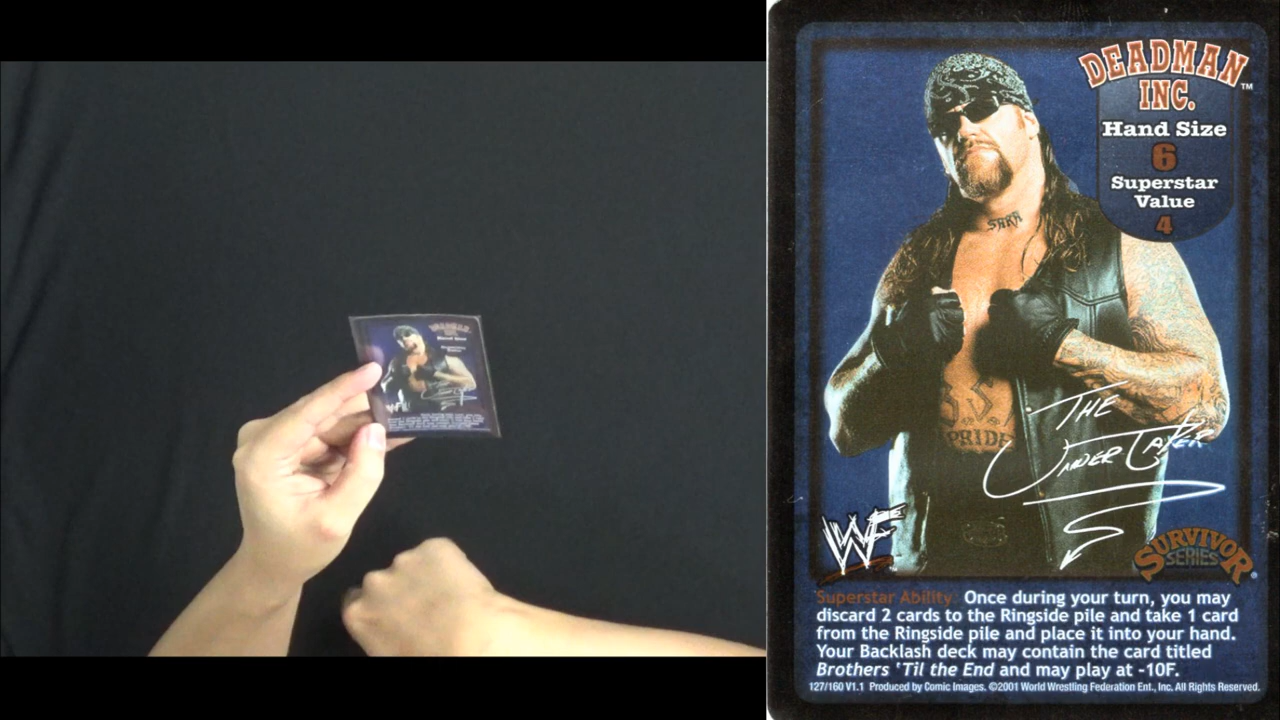 DEADMAN
INC.™
Hand Size
6
Superstar
Value
4
SARA
B.S.
PRIDE
THE
UNDERTAKER
WF
SURVIVOR
SERIES®
Superstar Ability: Once during your turn, you may
discard 2 cards to the Ringside pile and take 1 card
from the Ringside pile and place it into your hand.
Your Backlash deck may contain the card titled
Brothers ‘Til the End and may play at -10F.
127/160 V1.1 Produced by Comic Images. ©2001 World Wrestling Federation Ent., Inc. All Rights Reserved.